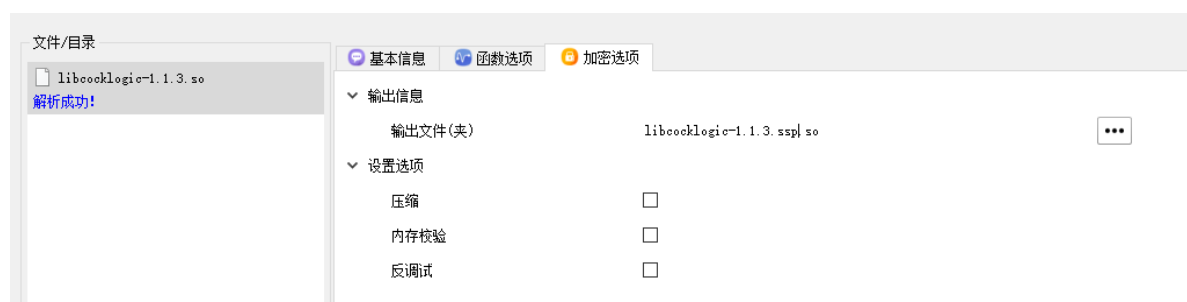 文件/目录
libcocklogic-1.1.3.so
解析成功!
基本信息 函数选项 加密选项
输出信息
输出文件(夹) libcocklogic-1.1.3.ssp.so
设置选项
压缩
内存校验
反调试